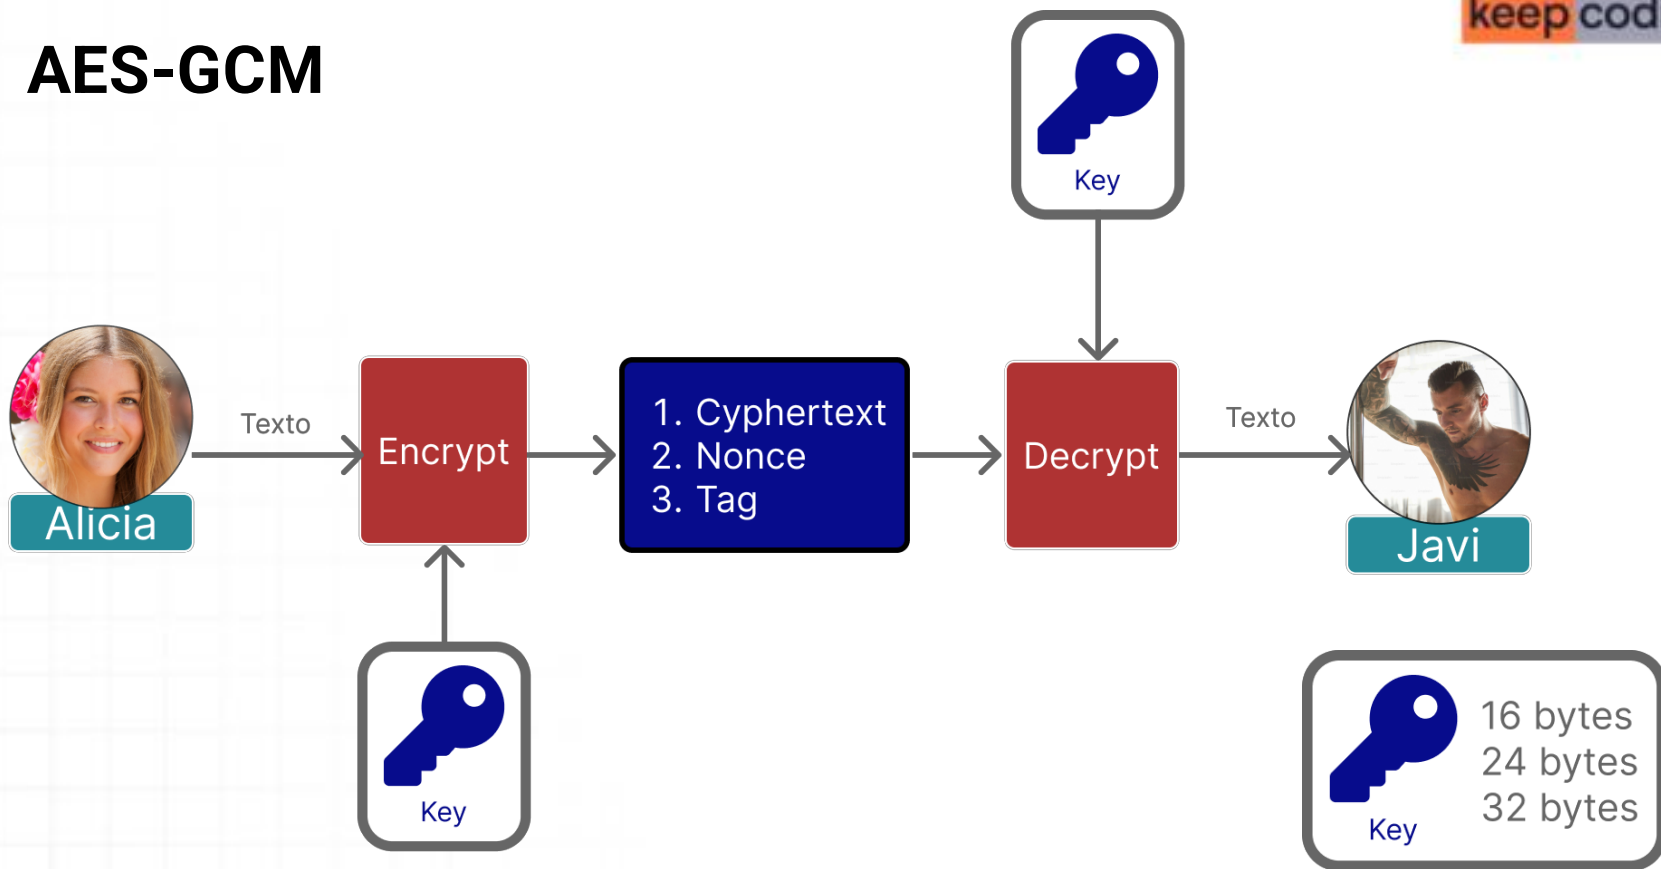 AES-GCM
keep cod
Key
Texto
Encrypt
1. Cyphertext
2. Nonce
3. Tag
Decrypt
Texto
Alicia
Javi
Key
16 bytes
24 bytes
32 bytes
Key